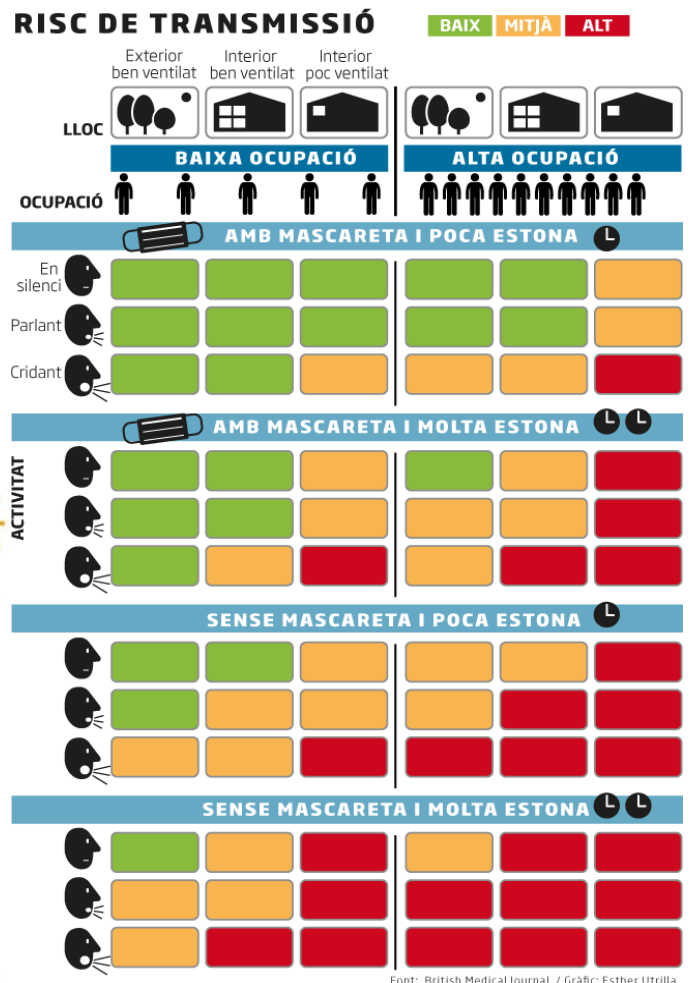 RISC DE TRANSMISSIÓ
BAIX MITJÀ ALT
Exterior
ben ventilat
Interior
ben ventilat
Interior
poc ventilat
LLOC
BAIXA OCUPACIÓ
ALTA OCUPACIÓ
OCUPACIÓ
AMB MASCARETA I POCA ESTONA
En
silenci
Parlant
Cridant
AMB MASCARETA I MOLTA ESTONA
ACTIVITAT
SENSE MASCARETA I POCA ESTONA
SENSE MASCARETA I MOLTA ESTONA
Font: British Medical Journal / Gràfic: Esther Utrilla